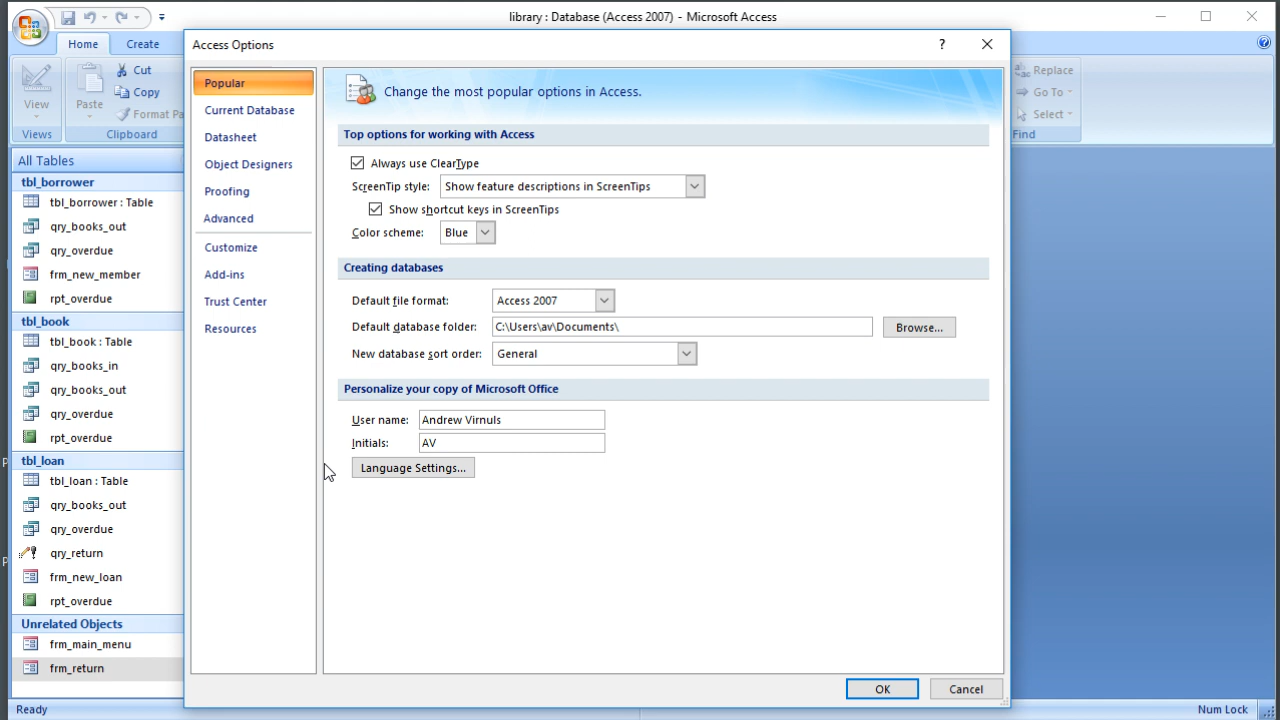 library : Database (Access 2007) - Microsoft Access
Home
Create
View
Views
Paste
Cut
Copy
Format Pa
Clipboard
Replace
Go To
Select
Find
All Tables
tbl_borrower
tbl_borrower : Table
qry_books_out
qry_overdue
frm_new_member
rpt_overdue
tbl_book
tbl_book : Table
qry_books_in
qry_books_out
qry_overdue
rpt_overdue
tbl_loan
tbl_loan : Table
qry_books_out
qry_overdue
qry_return
frm_new_loan
rpt_overdue
Unrelated Objects
frm_main_menu
frm_return
Access Options
?
Popular
Current Database
Datasheet
Object Designers
Proofing
Advanced
Customize
Add-ins
Trust Center
Resources
Change the most popular options in Access.
Top options for working with Access
Always use ClearType
ScreenTip style: Show feature descriptions in ScreenTips
Show shortcut keys in ScreenTips
Color scheme: Blue
Creating databases
Default file format: Access 2007
Default database folder: C:\Users\av\Documents\ Browse...
New database sort order: General
Personalize your copy of Microsoft Office
User name: Andrew Virnuls
Initials: AV
Language Settings...
OK
Cancel
Ready
Num Lock